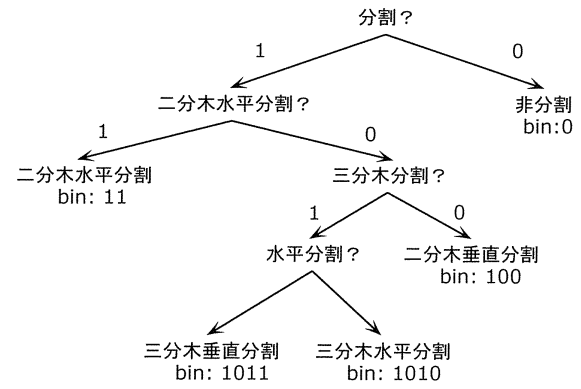 分割？
1
0
二分木水平分割？
非分割
bin:0
1
0
二分木水平分割
bin: 11
三分木分割？
1
0
水平分割？
二分木垂直分割
bin: 100
三分木垂直分割
bin: 1011
三分木水平分割
bin: 1010